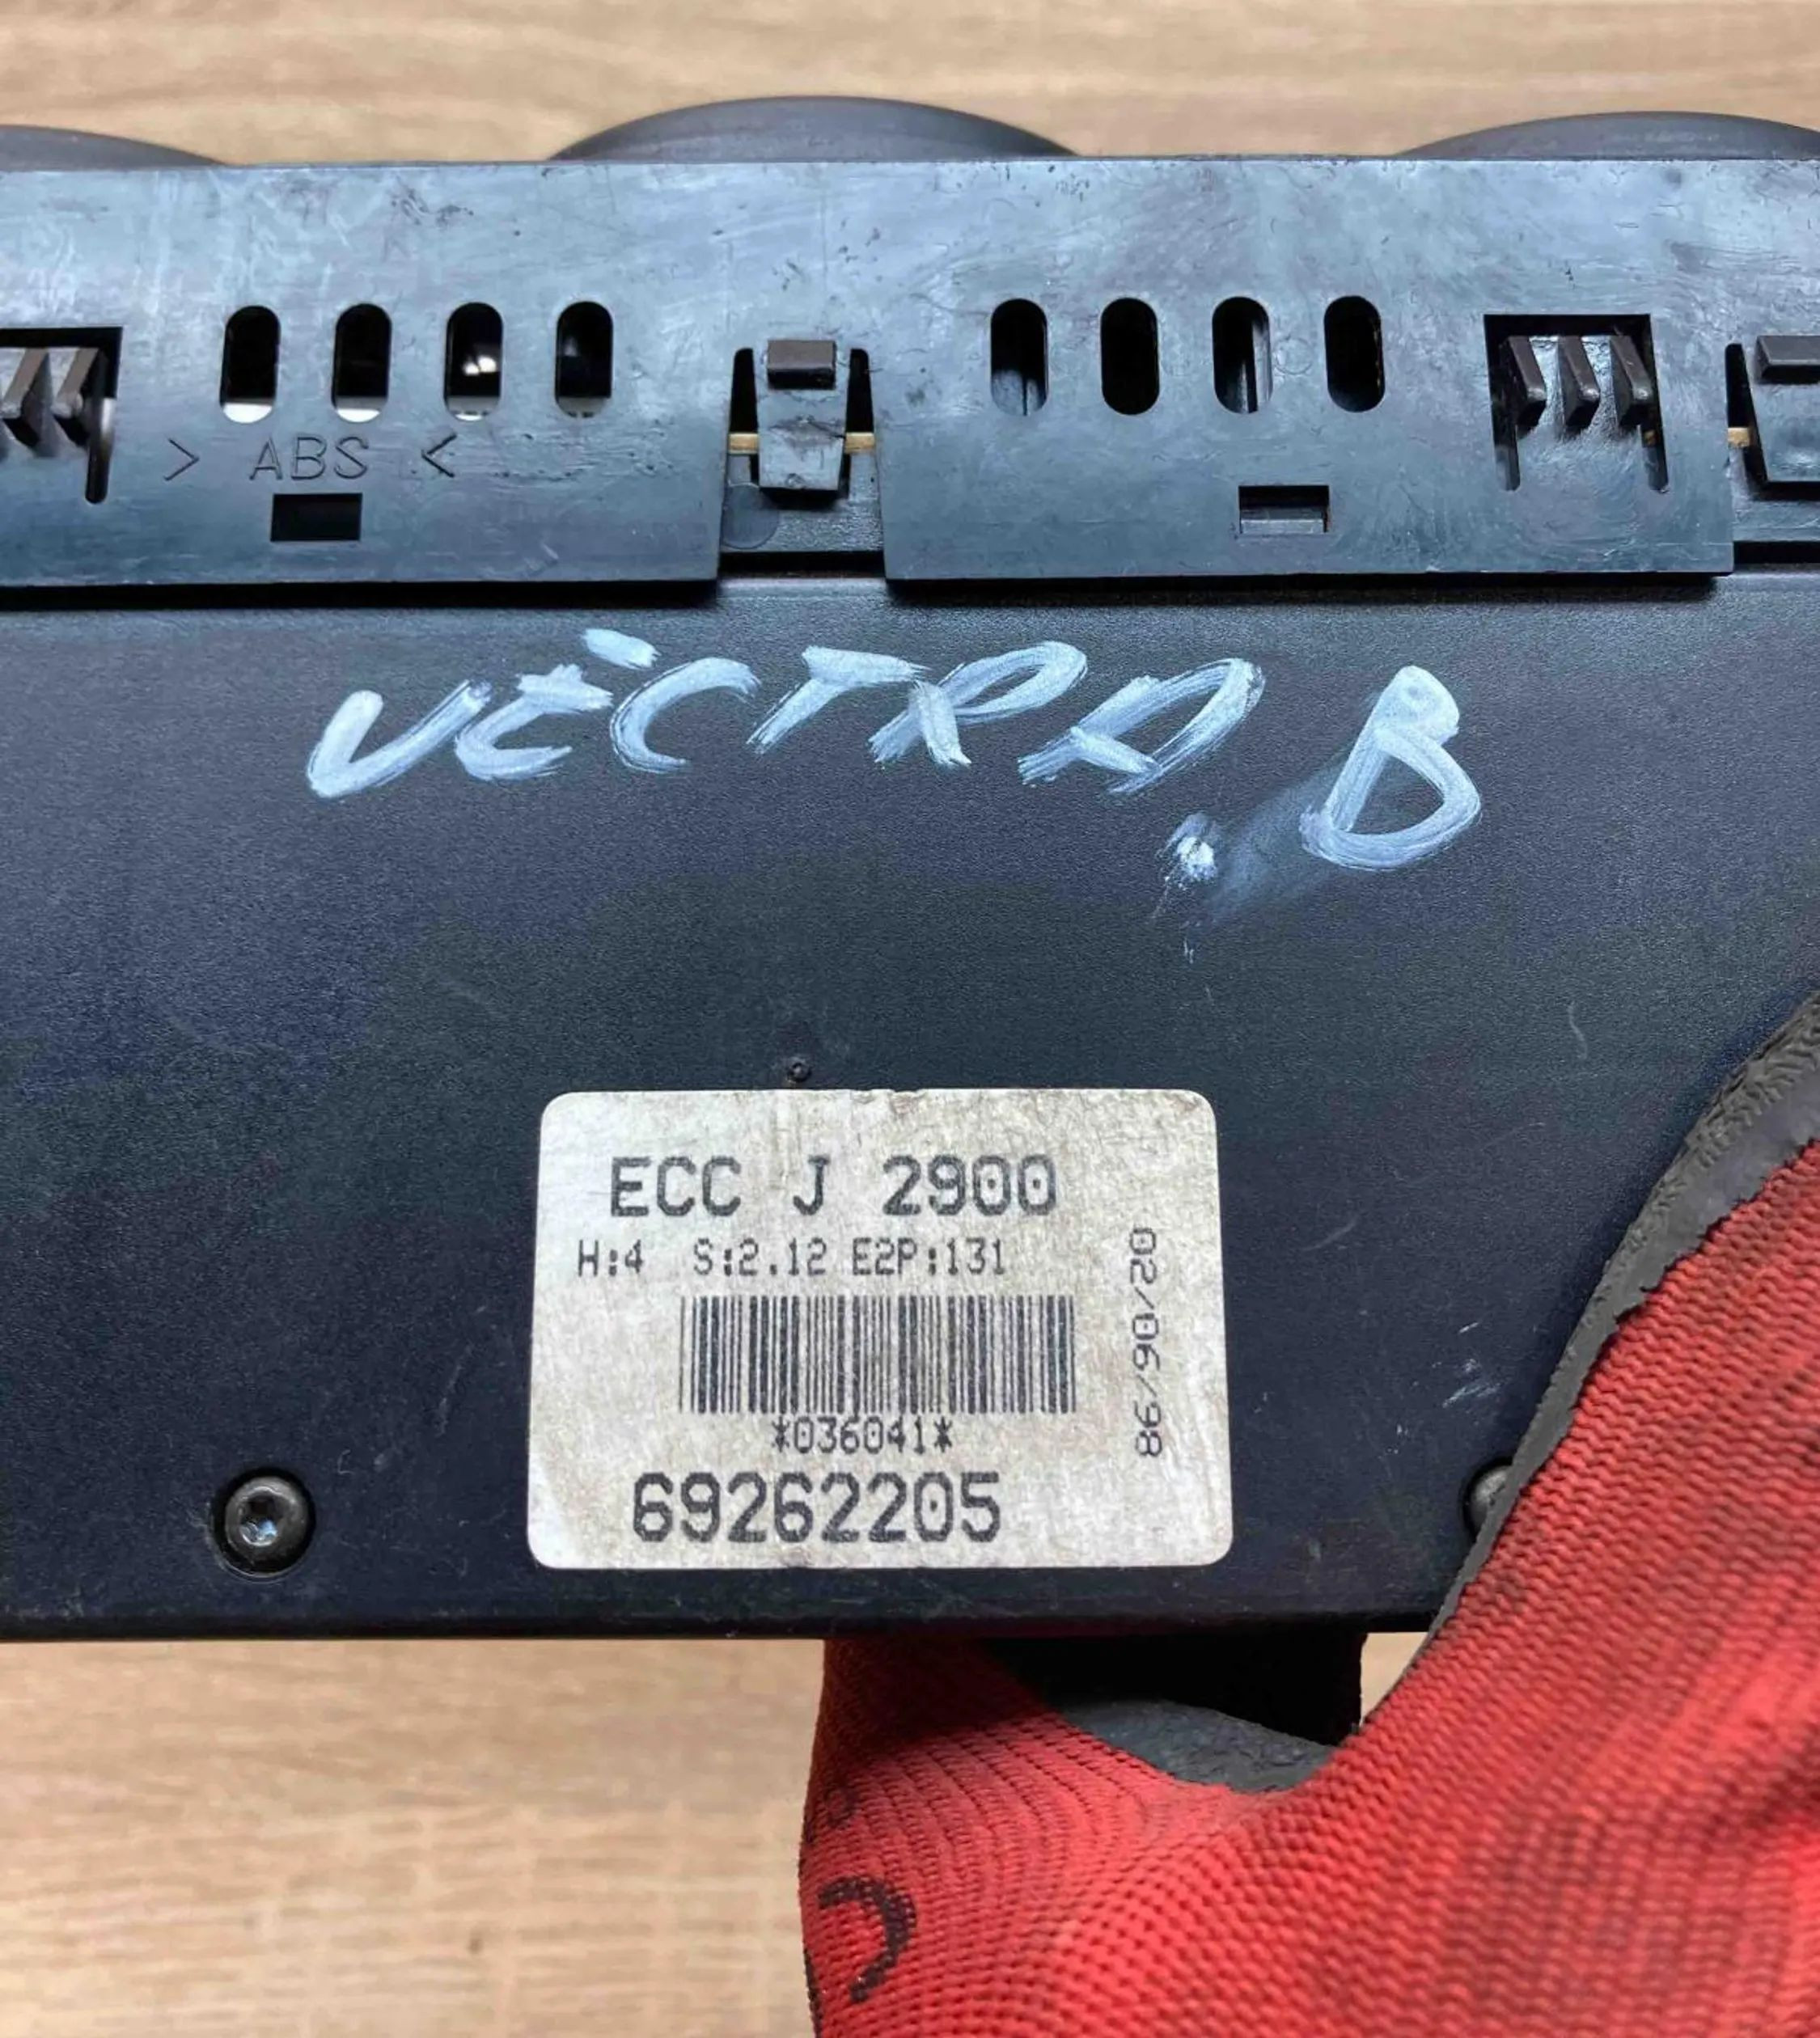 > ABS <
VECTRA B
ECC J 2900
H:4 S:2.12 E2P:131
02/06/98
*036041*
69262205